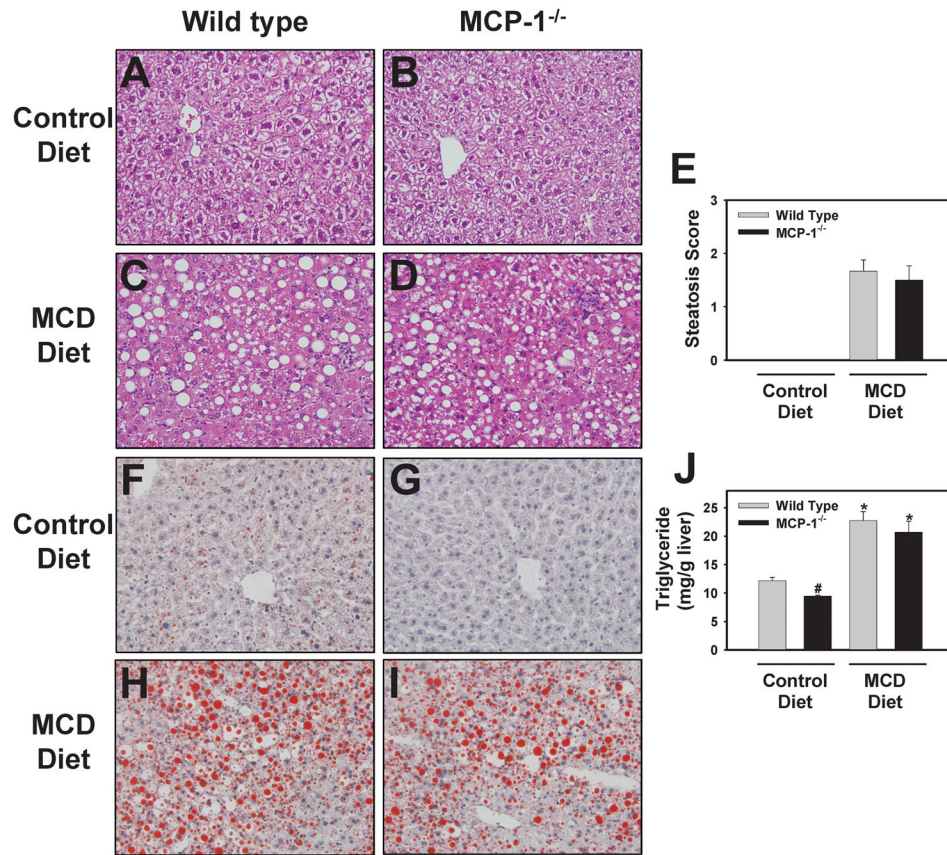 Wild type
MCP-1-/-
Control
Diet
A
B
MCD
Diet
C
D
E
Steatosis Score
3
2
1
0
Wild Type
MCP-1-/-
Control
Diet
MCD
Diet
Control
Diet
F
G
MCD
Diet
H
I
J
Triglyceride
(mg/g liver)
25
20
15
10
5
0
Wild Type
MCP-1-/-
#
*
*
Control
Diet
MCD
Diet